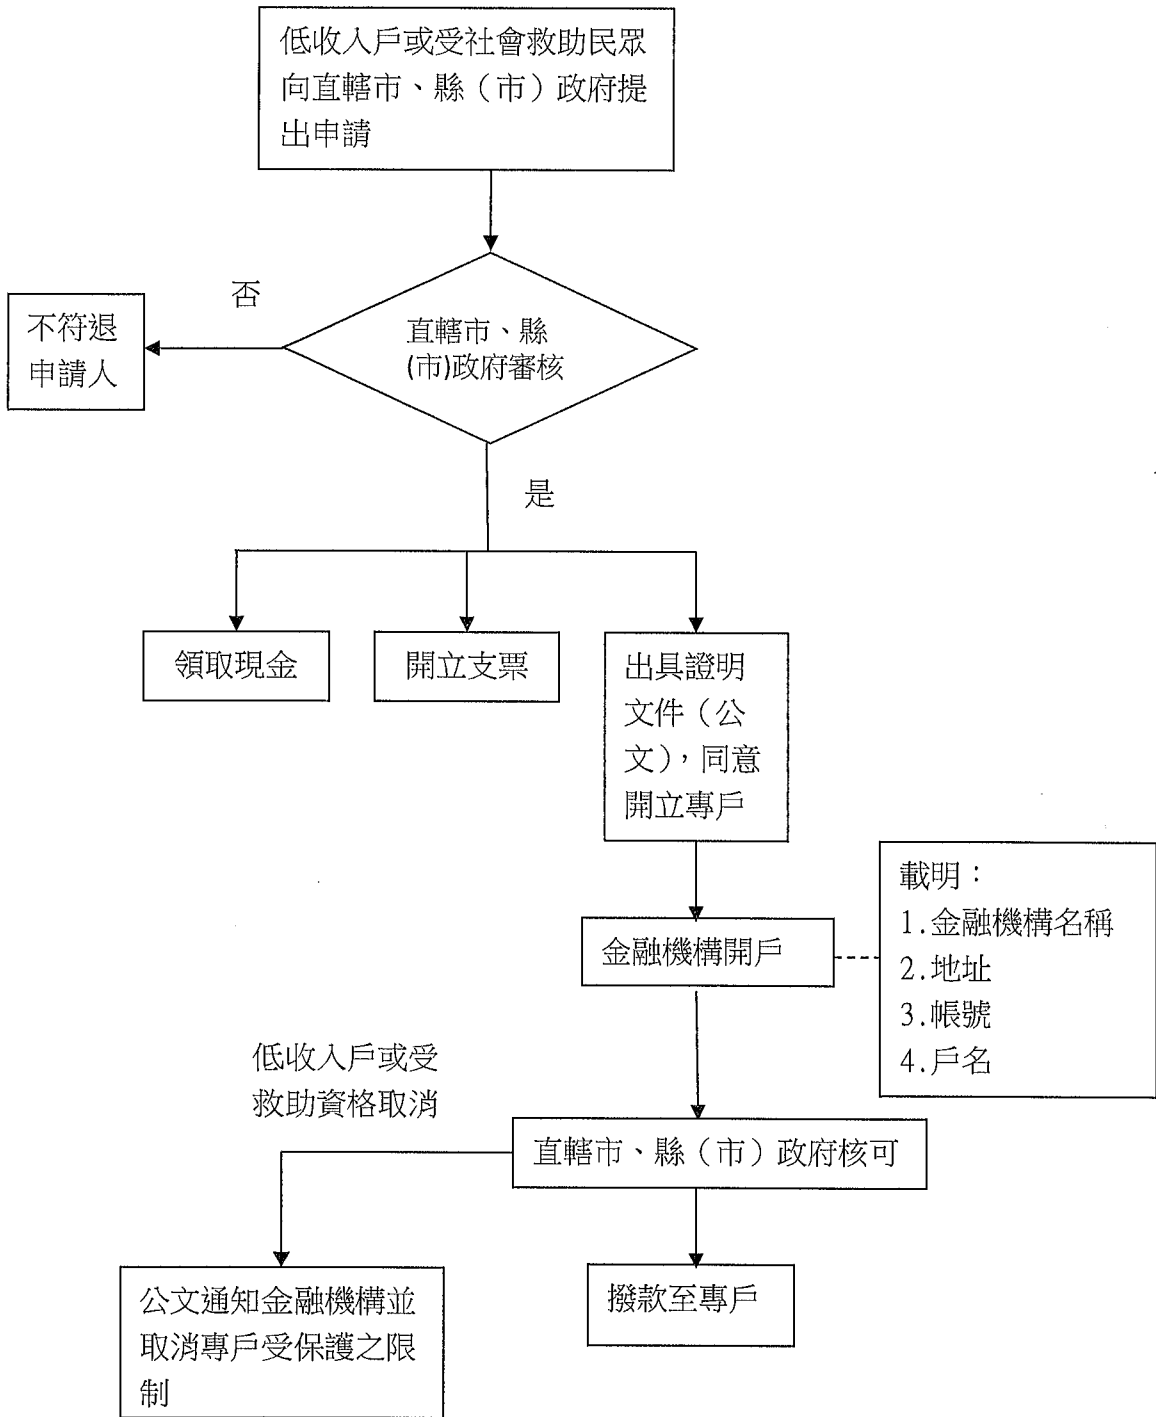 低收入戶或受社會救助民眾
向直轄市、縣（市）政府提
出申請
否
不符退
申請人
直轄市、縣
(市)政府審核
是
領取現金
開立支票
出具證明
文件（公
文），同意
開立專戶
金融機構開戶
載明：
1.金融機構名稱
2.地址
3.帳號
4.戶名
低收入戶或受
救助資格取消
直轄市、縣（市）政府核可
公文通知金融機構並
取消專戶受保護之限
制
撥款至專戶